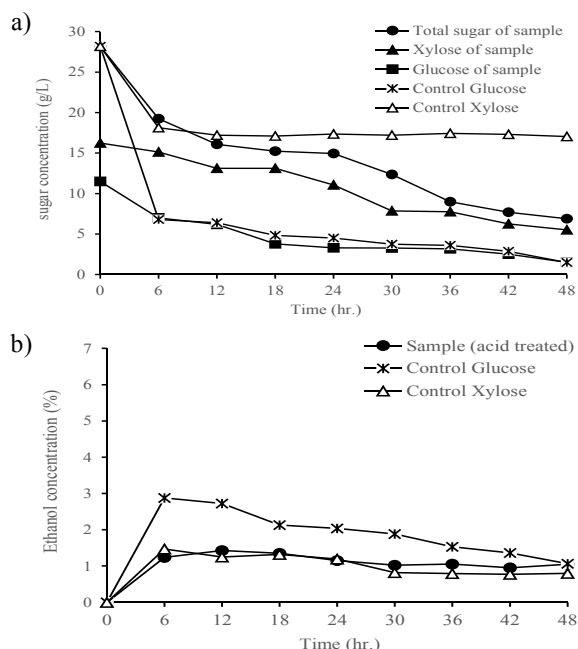 a)
Total sugar of sample
Xylose of sample
Glucose of sample
Control Glucose
Control Xylose
30
25
20
15
10
5
0
sugar concentration (g/L)
0 6 12 18 24 30 36 42 48
Time (hr.)
b)
Sample (acid treated)
Control Glucose
Control Xylose
7
6
5
4
3
2
1
0
Ethanol concentration (%)
0 6 12 18 24 30 36 42 48
Time (hr.)